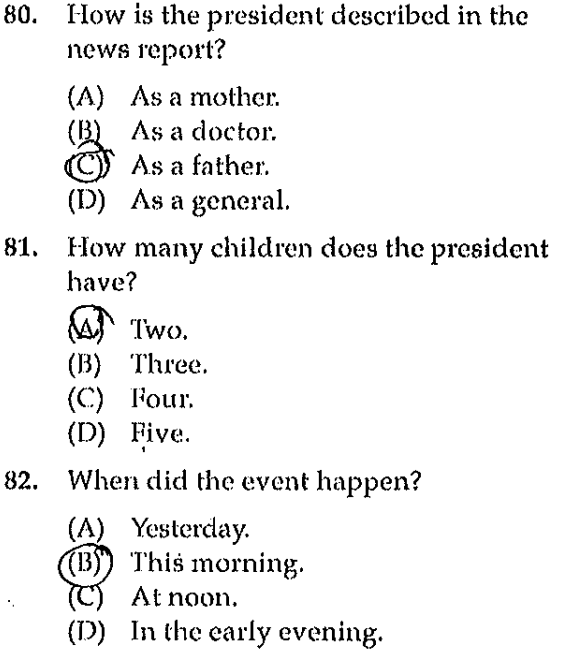 80. How is the president described in the
news report?
(A) As a mother.
(B) As a doctor.
(C) As a father.
(D) As a general.
81. How many children does the president
have?
(A) Two.
(B) Three.
(C) Four.
(D) Five.
82. When did the event happen?
(A) Yesterday.
(B) This morning.
(C) At noon.
(D) In the early evening.